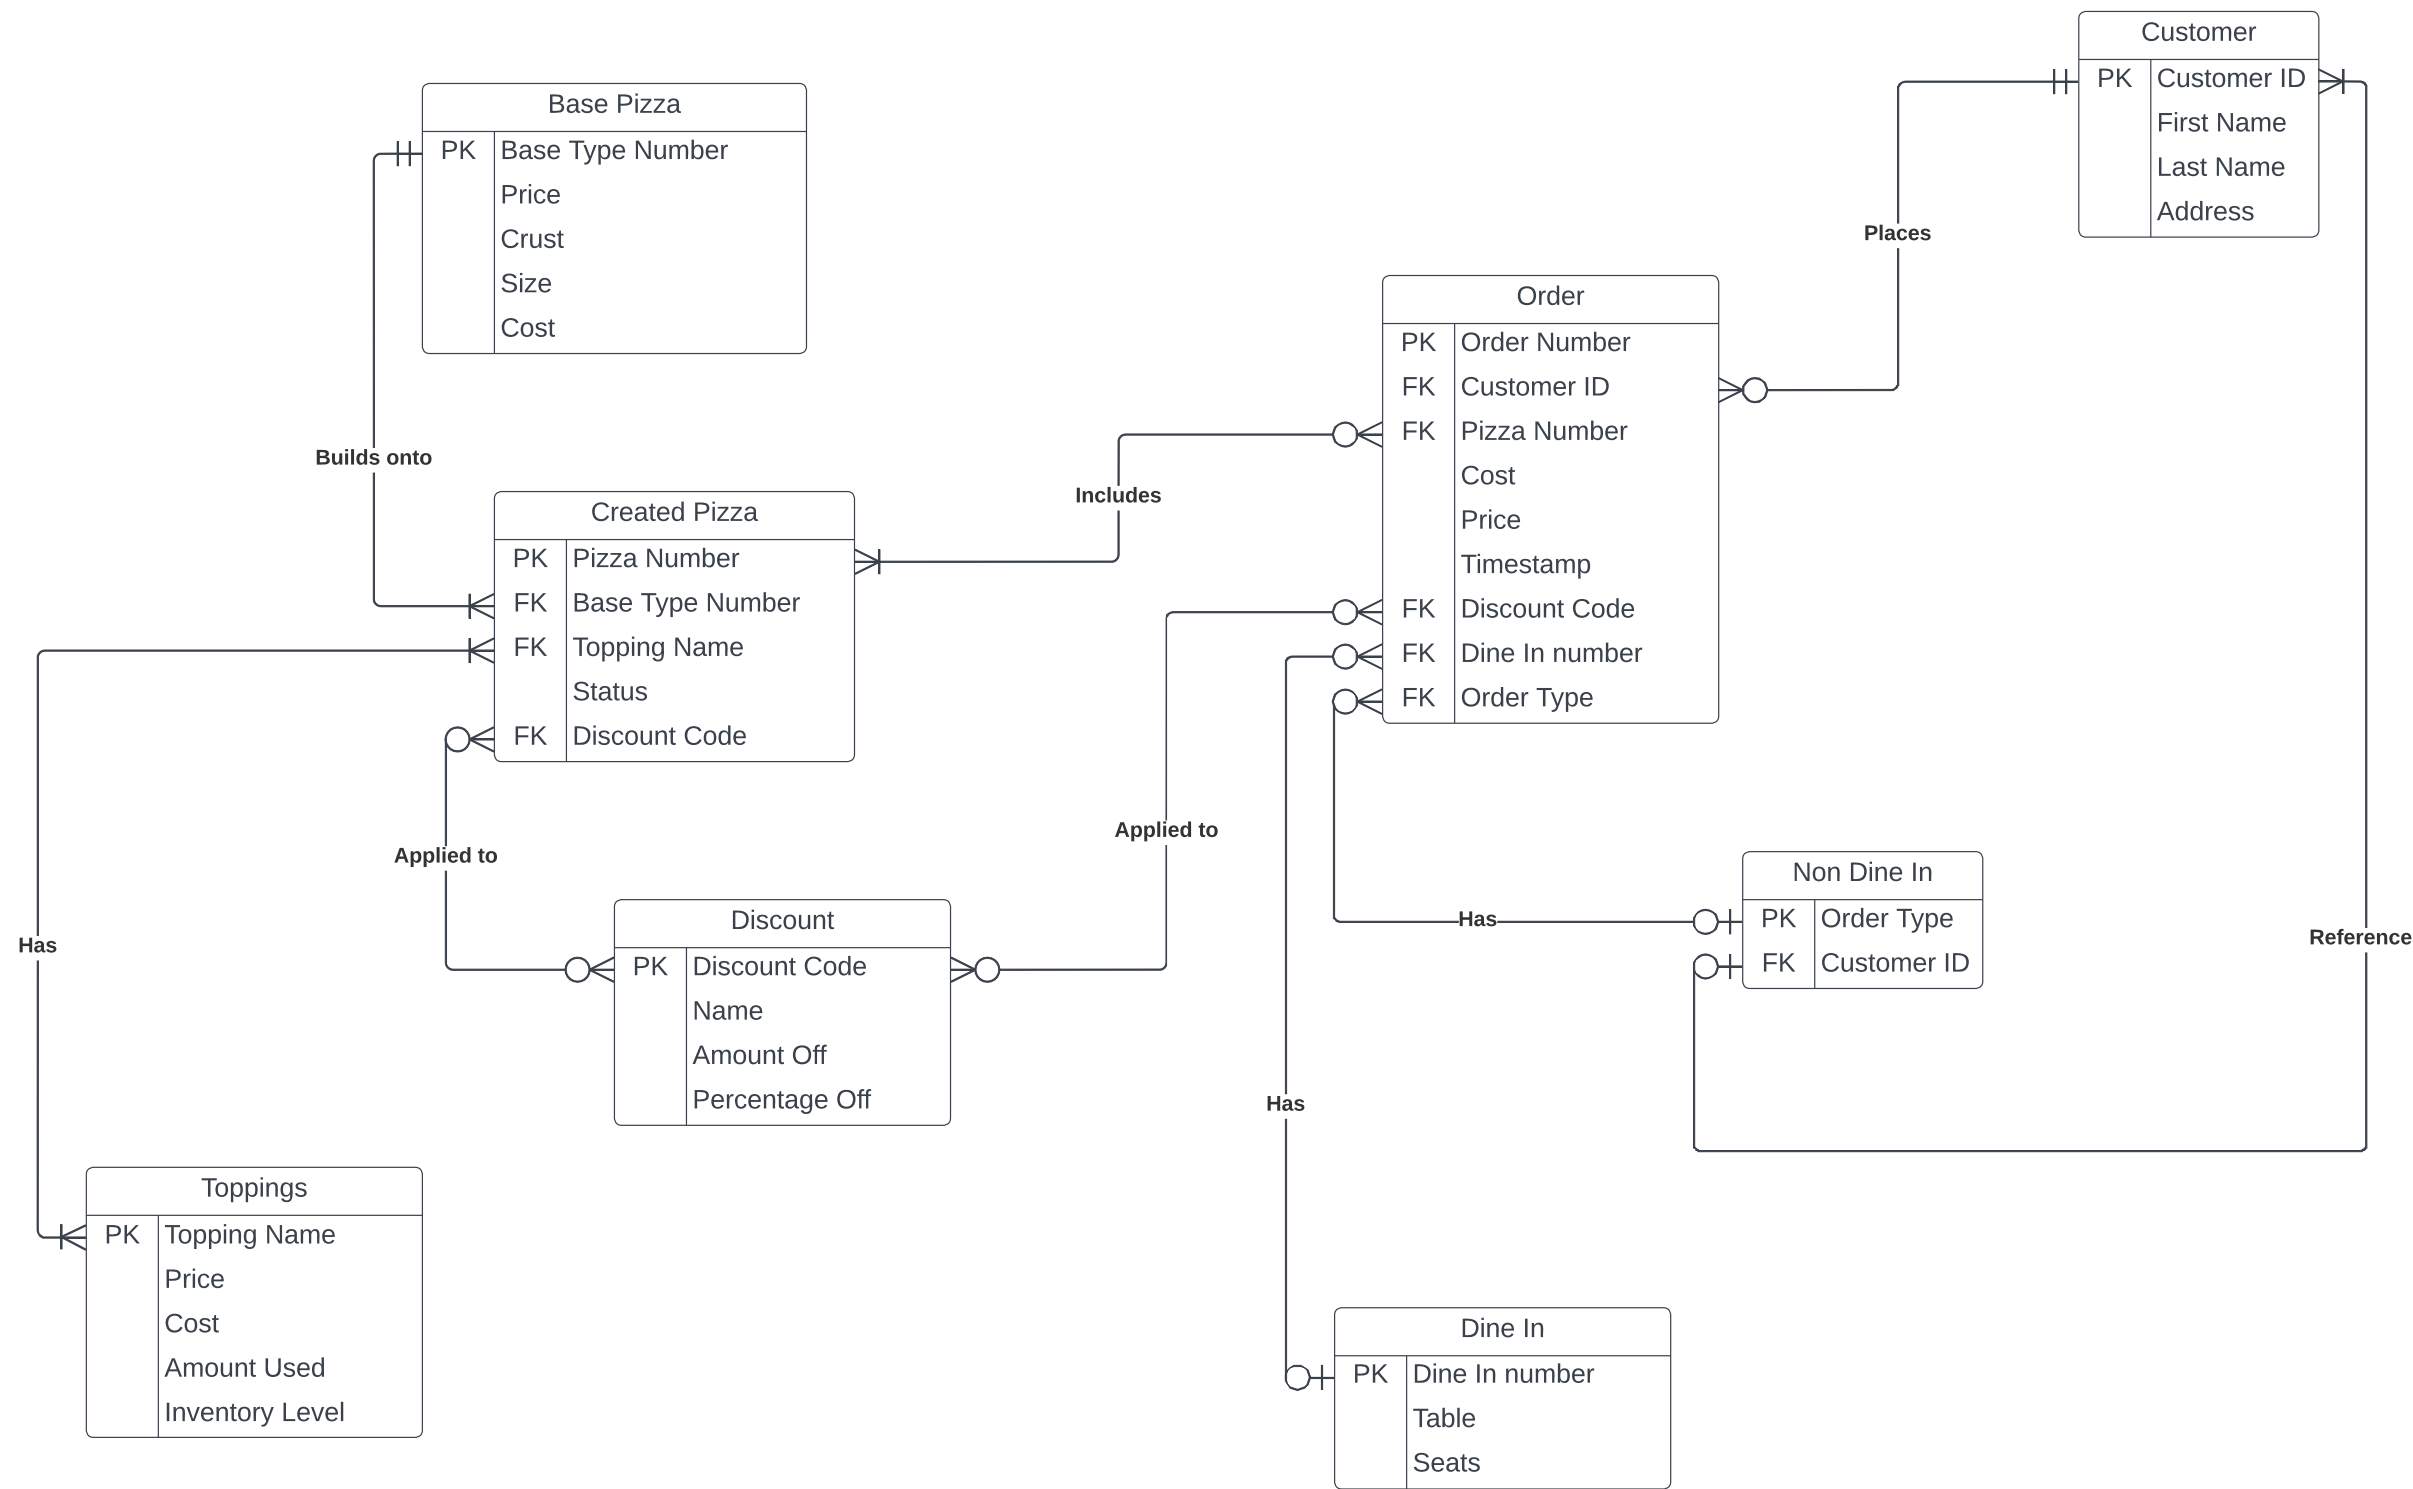 Customer
PK Customer ID
First Name
Last Name
Address
Base Pizza
PK Base Type Number
Price
Crust
Size
Cost
Places
Order
PK Order Number
FK Customer ID
FK Pizza Number
Cost
Price
Timestamp
FK Discount Code
FK Dine In number
FK Order Type
Builds onto
Includes
Created Pizza
PK Pizza Number
FK Base Type Number
FK Topping Name
Status
FK Discount Code
Applied to
Applied to
Has
Discount
PK Discount Code
Name
Amount Off
Percentage Off
Has
Non Dine In
PK Order Type
FK Customer ID
Reference
Has
Toppings
PK Topping Name
Price
Cost
Amount Used
Inventory Level
Dine In
PK Dine In number
Table
Seats